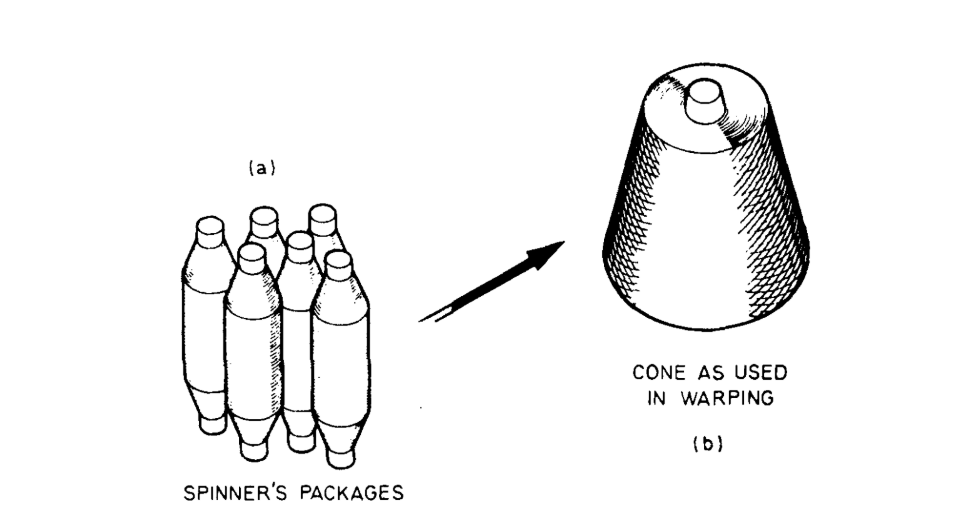 (a)
SPINNER'S PACKAGES
CONE AS USED
IN WARPING
(b)